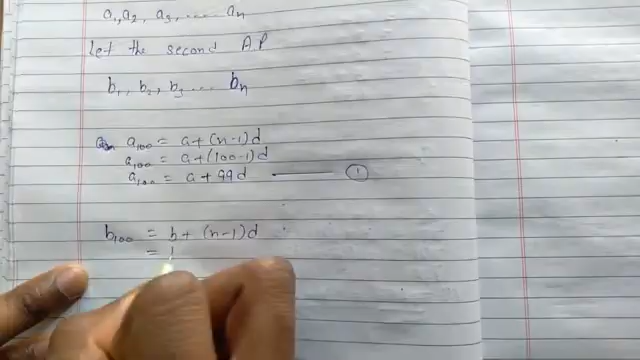 a₁, a₂, a₃, ..... aₙ
Let the second AP
b₁, b₂, b₃ ... bₙ
a₁₀₀ = a + (n-1)d
a₁₀₀ = a + (100-1)d
a₁₀₀ = a + 99d ——— ①
b₁₀₀ = b + (n-1)d
=